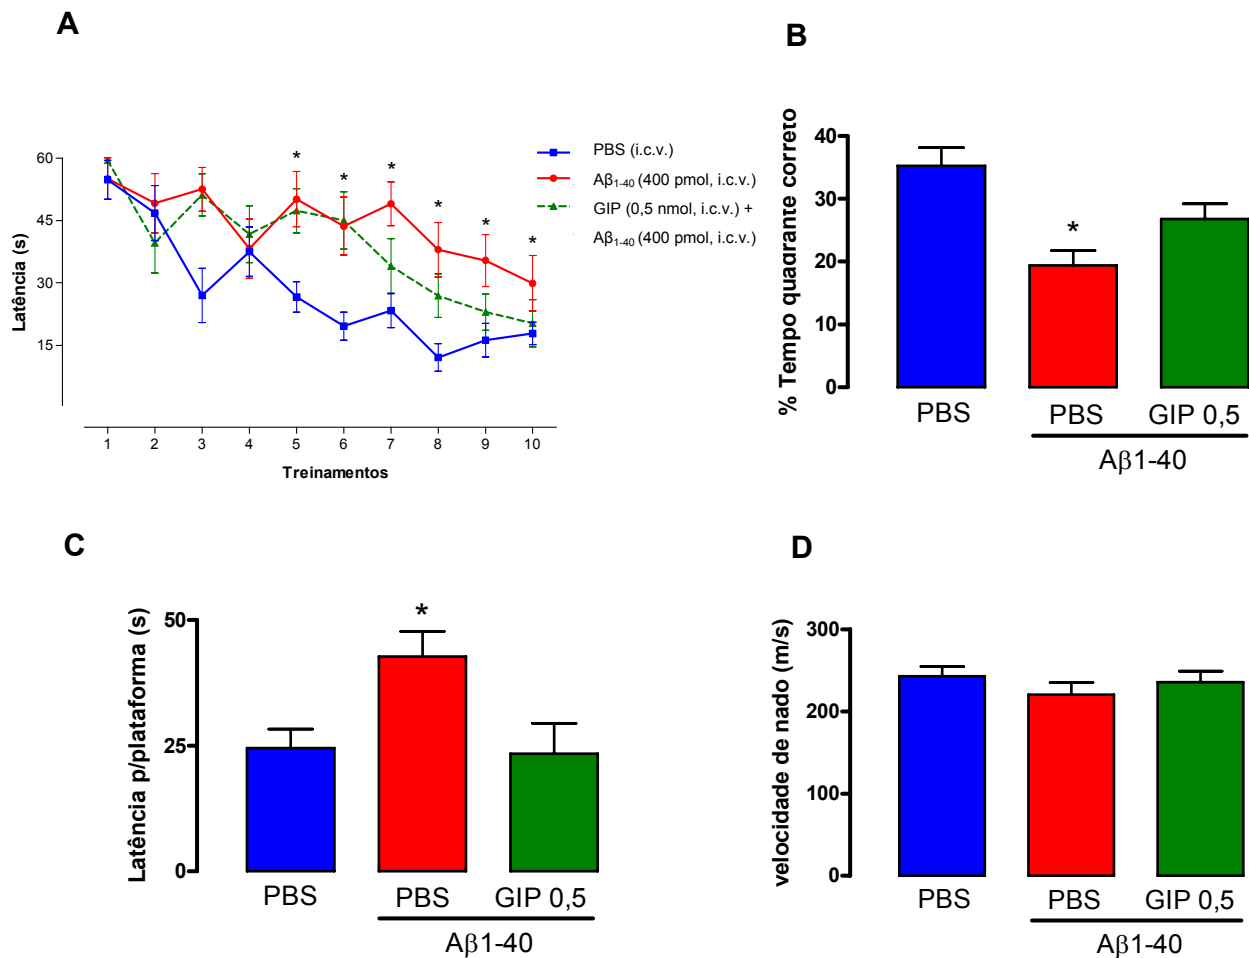 A
60
45
30
15
Latência (s)
* * * * * *
1 2 3 4 5 6 7 8 9 10
Treinamentos
PBS (i.c.v.)
Aβ1-40 (400 pmol, i.c.v.)
GIP (0,5 nmol, i.c.v.) +
Aβ1-40 (400 pmol, i.c.v.)
B
% Tempo quadrante correto
40
30
20
10
0
*
PBS PBS GIP 0,5
Aβ1-40
C
Latência p/plataforma (s)
50
25
0
*
PBS PBS GIP 0,5
Aβ1-40
D
velocidade de nado (m/s)
300
200
100
0
PBS PBS GIP 0,5
Aβ1-40